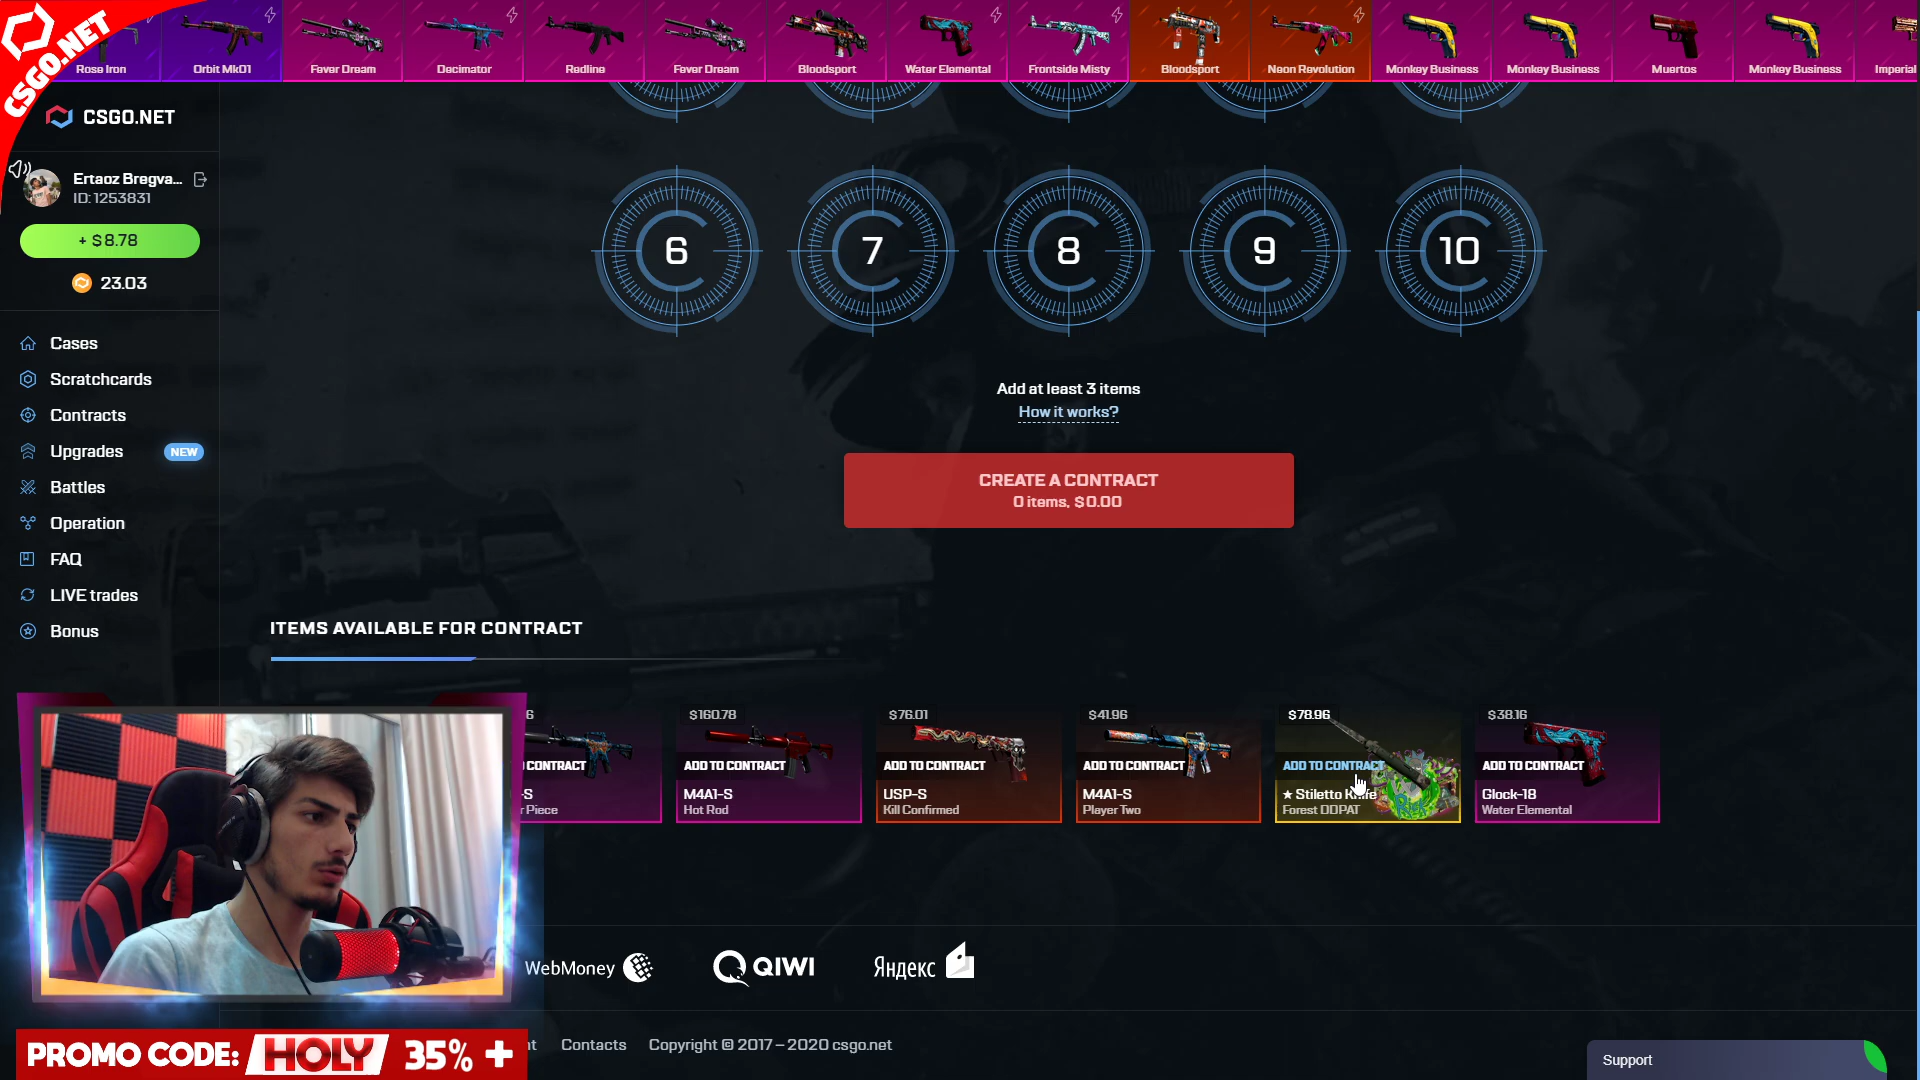 CSGO.NET
Rose Iron
Orbit Mk01
Fever Dream
Decimator
Redline
Fever Dream
Bloodsport
Water Elemental
Frontside Misty
Bloodsport
Neon Revolution
Monkey Business
Monkey Business
Muertos
Monkey Business
Imperial
CSGO.NET
Ertaoz Bregva...
ID: 1253831
+ $8.78
23.03
Cases
Scratchcards
Contracts
Upgrades NEW
Battles
Operation
FAQ
LIVE trades
Bonus
6 7 8 9 10
Add at least 3 items
How it works?
CREATE A CONTRACT
0 items, $0.00
ITEMS AVAILABLE FOR CONTRACT
6
CONTRACT
-S
r Piece
$160.78
ADD TO CONTRACT
M4A1-S
Hot Rod
$76.01
ADD TO CONTRACT
USP-S
Kill Confirmed
$41.96
ADD TO CONTRACT
M4A1-S
Player Two
$78.96
ADD TO CONTRACT
★ Stiletto Knife
Forest DDPAT
$38.16
ADD TO CONTRACT
Glock-18
Water Elemental
WebMoney
QIWI
Яндекс
nt
Contacts
Copyright © 2017 – 2020 csgo.net
PROMO CODE: HOLY 35% +
Support